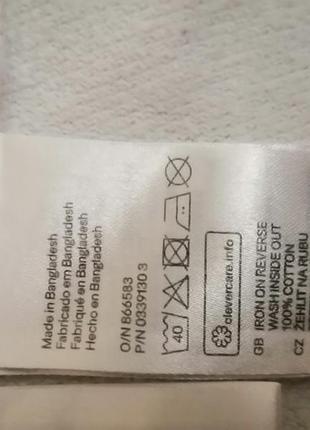 Made in Bangladesh
Fabricado em Bangladesh
Fabriqué en Bangladesh
Hecho en Bangladesh
O/N 866583
P/N 0339130 3
40
clevercare.info
GB IRON ON REVERSE
WASH INSIDE OUT
100% COTTON
CZ ŽEHLIT NA RUBU